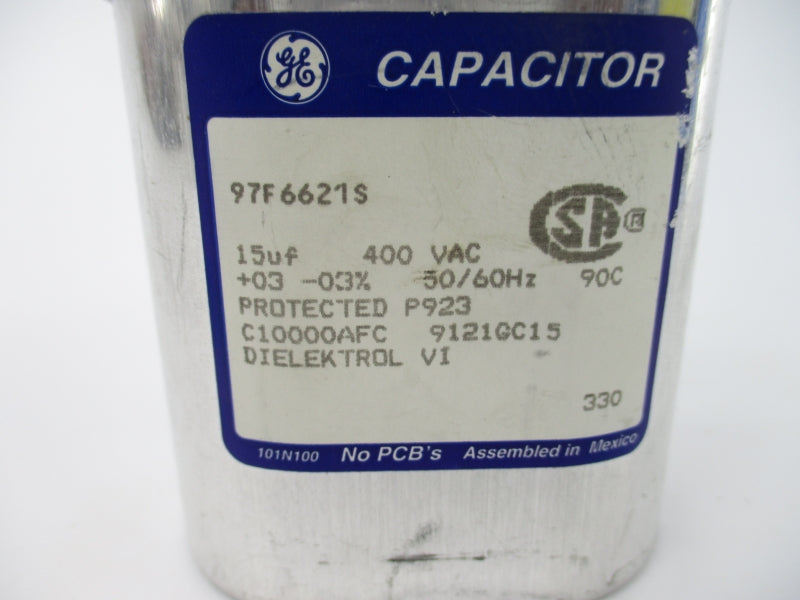 GE CAPACITOR
97F6621S
SA ®
15uf 400 VAC
+03 -03% 50/60Hz 90C
PROTECTED P923
C10000AFC 9121GC15
DIELEKTROL VI
330
101N100 No PCB's Assembled in Mexico